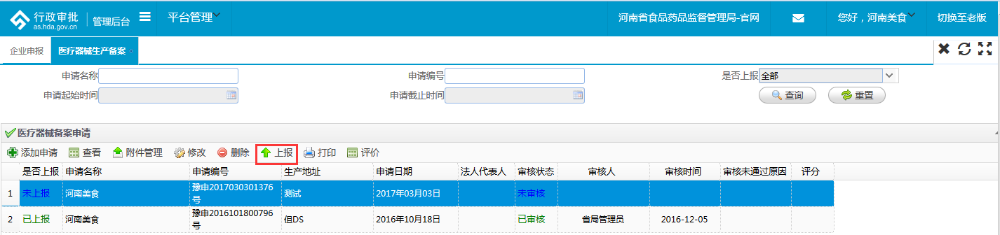 行政审批 管理后台 平台管理 河南省食品药品监督管理局-官网 您好，河南美食 切换至老版
as.hda.gov.cn
企业申报 医疗器械生产备案 ×
申请名称 申请编号 是否上报 全部
申请起始时间 申请截止时间 查询 重置
医疗器械备案申请
添加申请 查看 附件管理 修改 删除 上报 打印 评价
是否上报 申请名称 申请编号 生产地址 申请日期 法人代表人 审核状态 审核人 审核时间 审核未通过原因 评分
1 未上报 河南美食 豫申2017030301376号 测试 2017年03月03日 未审核
2 已上报 河南美食 豫申2016101800796号 但DS 2016年10月18日 已审核 省局管理员 2016-12-05